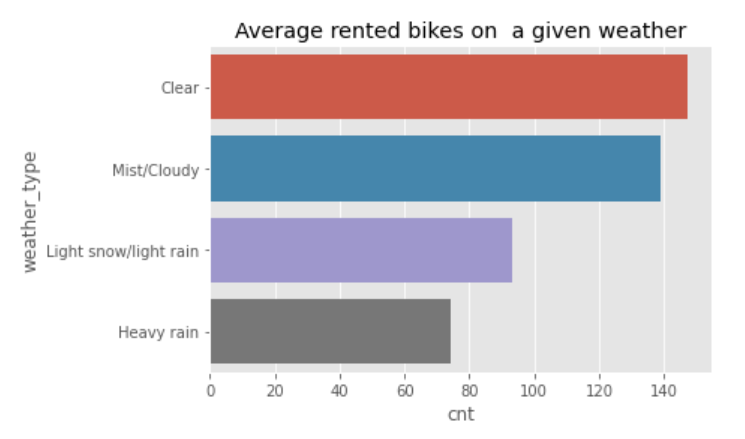 Average rented bikes on  a given weather
Clear
Mist/Cloudy
Light snow/light rain
Heavy rain
weather_type
0 20 40 60 80 100 120 140
cnt